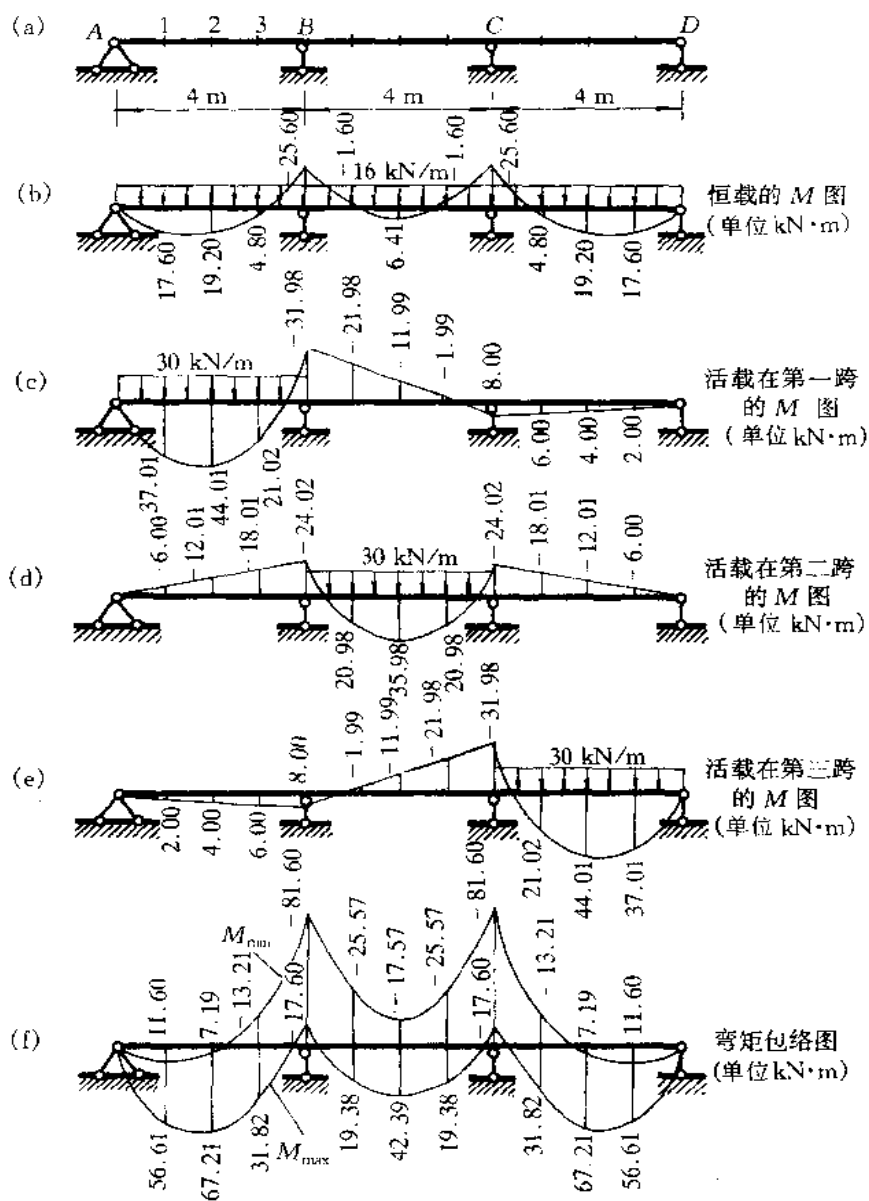 (a) A 1 2 3 B C D
4 m 4 m 4 m
-25.60 -1.60 -1.60 -25.60
(b) 16 kN/m 恒载的 M 图
(单位 kN·m)
17.60 19.20 4.80 6.41 4.80 19.20 17.60
-31.98 -21.98 -11.99 -1.99 8.00
(c) 30 kN/m 活载在第一跨
的 M 图
(单位 kN·m)
37.01 44.01 21.02 6.00 4.00 2.00
-6.00 -12.01 -18.01 -24.02 -24.02 -18.01 -12.01 -6.00
(d) 30 kN/m 活载在第二跨
的 M 图
(单位 kN·m)
20.98 35.98 20.98
8.00 -1.99 -11.99 -21.98 -31.98
(e) 30 kN/m 活载在第三跨
的 M 图
(单位 kN·m)
2.00 4.00 6.00 21.02 44.01 37.01
-81.60 -25.57 -17.57 -25.57 -81.60
Mmin
11.60 7.19 -13.21 -17.60 -17.60 -13.21 7.19 11.60
(f) 弯矩包络图
(单位kN·m)
56.61 67.21 31.82 Mmax 19.38 42.39 19.38 31.82 67.21 56.61